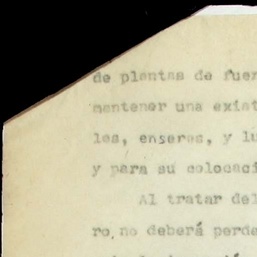 de plantas de fuer
mantener una exist
les, enseres, y lu
y para su colocaci
Al tratar del
ro, no deberá perde